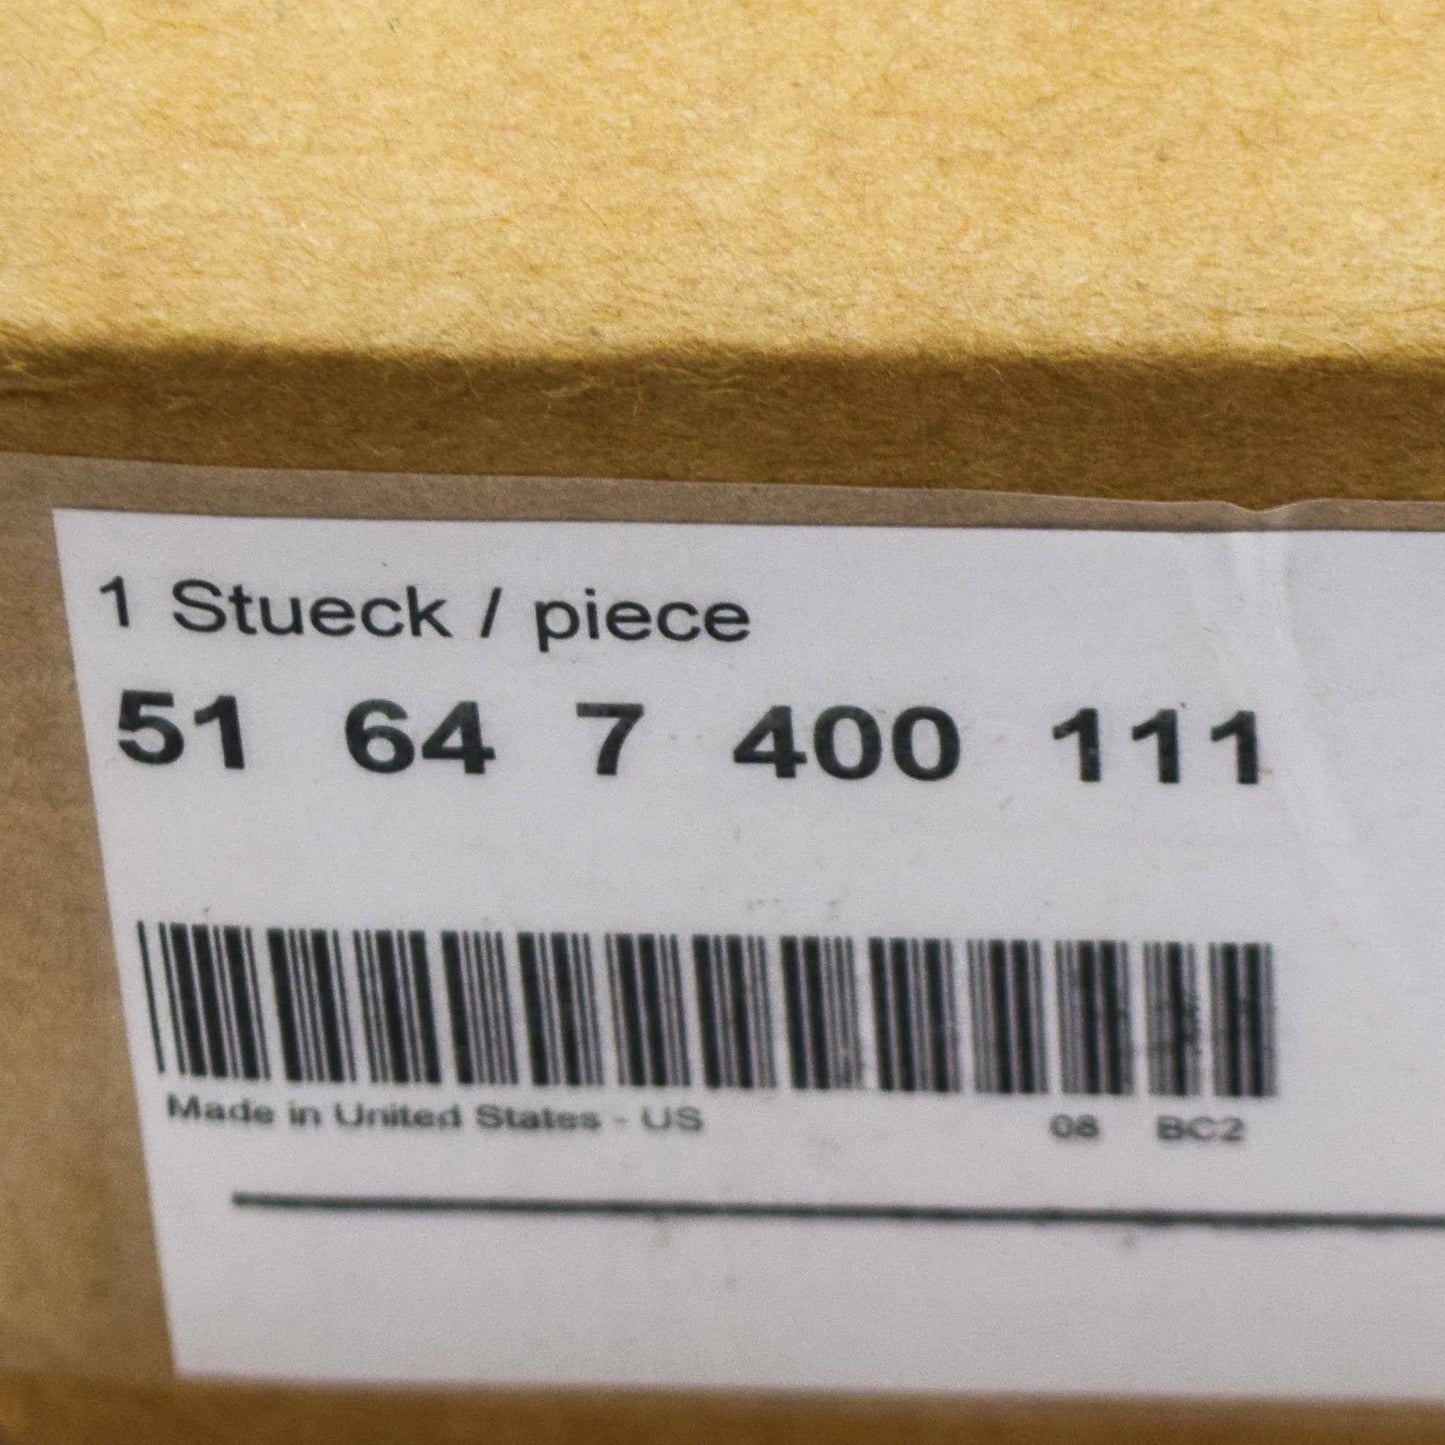 1 Stueck / piece
51 64 7 400 111
Made in United States - US 08 BC2